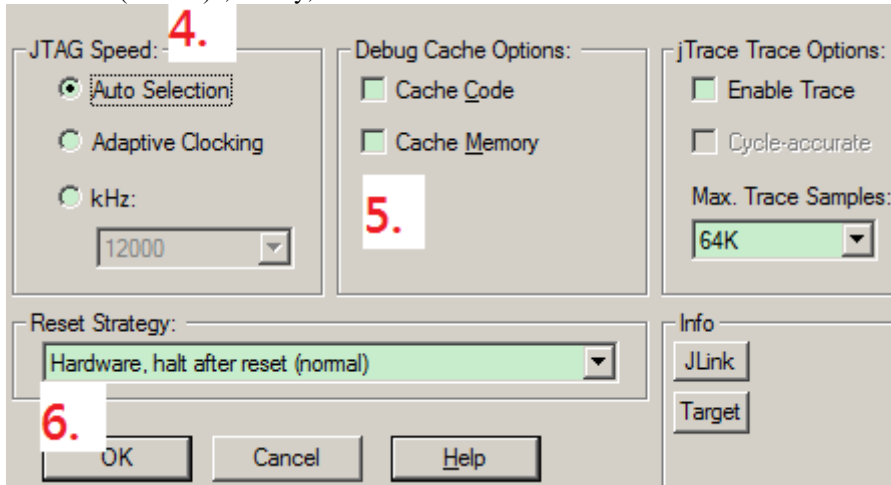 4.
JTAG Speed:
Auto Selection
Adaptive Clocking
kHz:
12000
Debug Cache Options:
Cache Code
Cache Memory
5.
jTrace Trace Options:
Enable Trace
Cycle-accurate
Max. Trace Samples:
64K
Reset Strategy:
Hardware, halt after reset (normal)
6.
OK
Cancel
Help
Info
JLink
Target